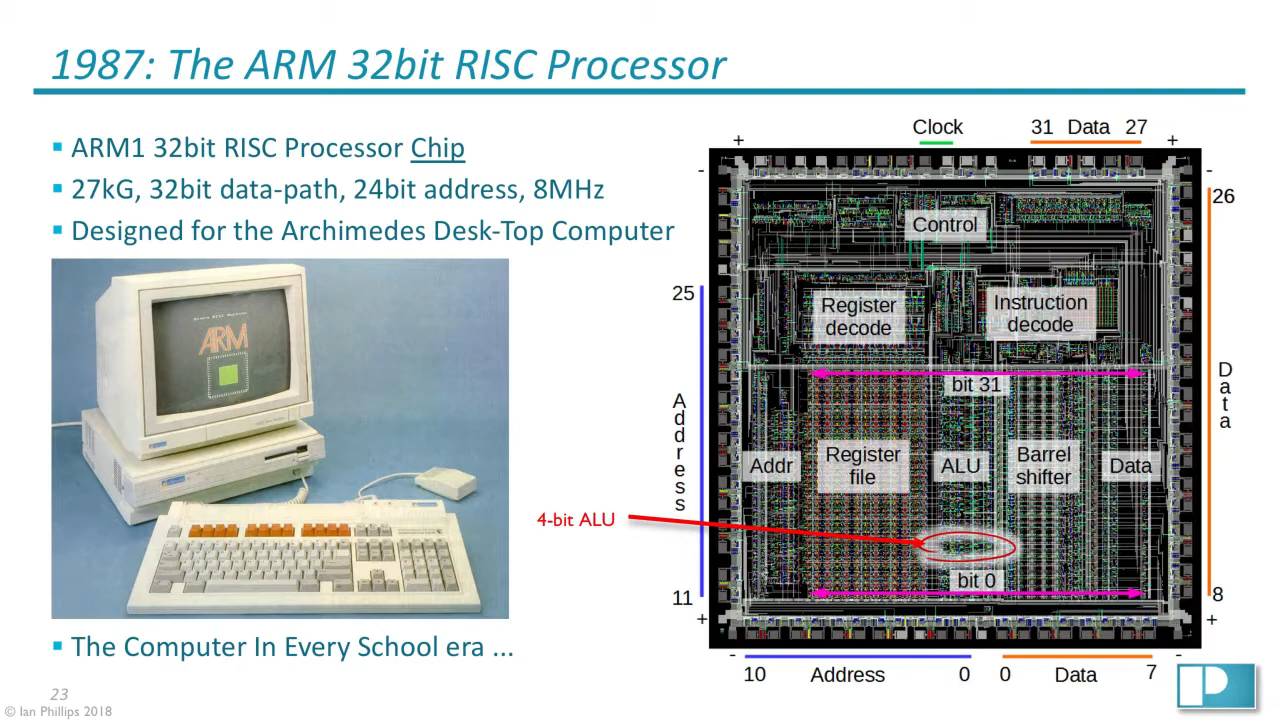 1987: The ARM 32bit RISC Processor
ARM1 32bit RISC Processor Chip
27kG, 32bit data-path, 24bit address, 8MHz
Designed for the Archimedes Desk-Top Computer
ARM
4-bit ALU
The Computer In Every School era ...
Clock
31 Data 27
+
+
-
-
26
Control
25
Register
decode
Instruction
decode
bit 31
Address
Data
Addr
Register
file
ALU
Barrel
shifter
Data
bit 0
11
8
+
+
-
-
10 Address 0
0 Data 7
23
© Ian Phillips 2018